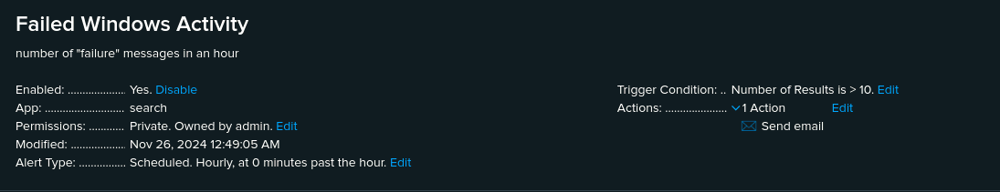 Failed Windows Activity
number of "failure" messages in an hour
Enabled: ................... Yes. Disable
App: .......................... search
Permissions: ............ Private. Owned by admin. Edit
Modified: .................. Nov 26, 2024 12:49:05 AM
Alert Type: ................ Scheduled. Hourly, at 0 minutes past the hour. Edit
Trigger Condition: .. Number of Results is > 10. Edit
Actions: ..................... 1 Action Edit
Send email